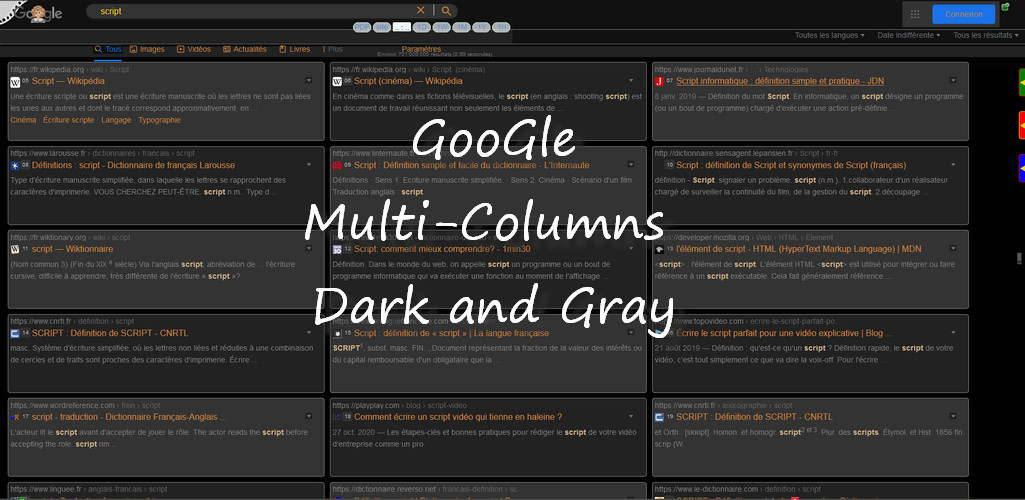 Google
script
Connexion
PDF
1D 1W 1M 1Y
Toutes les langues
Date indifférente
Tous les résultats
Tous
Images
Vidéos
Actualités
Livres
Plus
Paramètres
https://fr.wikipedia.org › wiki › Script
05 Script — Wikipédia
Une écriture scripte ou script est une écriture manuscrite où les lettres ne sont pas liées
les unes aux autres et dont le tracé correspond approximativement, en ...
Cinéma · Écriture scripte · Langage · Typographie
https://fr.wikipedia.org › wiki › Script_(cinéma)
06 Script (cinéma) — Wikipédia
En cinéma comme dans les fictions télévisuelles, le script (en anglais : shooting script) est
un document de travail réunissant non seulement les éléments de ...
https://www.journaldunet.fr › ... › Technologies
07 Script informatique : définition simple et pratique - JDN
8 janv. 2019 — Définition du mot Script. En informatique, un script désigne un programme
(ou un bout de programme) chargé d'exécuter une action pré-définie ...
GooGle
https://www.larousse.fr › dictionnaires › francais › script
08 Définitions : script - Dictionnaire de français Larousse
Type d'écriture manuscrite simplifiée, dans laquelle les lettres se rapprochent des
caractères d'imprimerie. VOUS CHERCHEZ PEUT-ÊTRE. script n.m.. Type d ...
https://www.linternaute.fr
09 Script : Définition simple et facile du dictionnaire - L'Internaute
Définitions · Sens 1. Ecriture manuscrite simplifiée. · Sens 2. Cinéma · Scénario d'un film.
Traduction anglais : script
http://dictionnaire.sensagent.leparisien.fr › Script › fr-fr
10 Script : définition de Script et synonymes de Script (français)
définition - Script. signaler un problème. script (n.m.). 1.collaborateur d'un réalisateur
chargé de surveiller la continuité du film, de la gestion du script. 2.découpage ...
Multi-Columns
https://fr.wiktionary.org › wiki › script
11 script — Wiktionnaire
(Nom commun 3) (Fin du XIX e siècle) Via l'anglais script, abréviation de ... l'écriture
cursive, difficile à apprendre, très différente de l'écriture « script »?
12 Script: comment mieux comprendre? - 1min30
Définition. Dans le monde du web, on appelle script un programme ou un bout de
programme informatique qui va exécuter une fonction au moment de l'affichage ...
https://developer.mozilla.org › Web › HTML › Element
13 : l'élément de script - HTML (HyperText Markup Language) | MDN
<script> : l'élément de script. L'élément HTML <script> est utilisé pour intégrer ou faire
référence à un script exécutable. Cela fait généralement référence ...
Dark and Gray
https://www.cnrtl.fr › definition › script
14 SCRIPT : Définition de SCRIPT - CNRTL
masc. Système d'écriture simplifiée, où les lettres non liées et réduites à une combinaison
de cercles et de traits sont proches des caractères d'imprimerie. Écrire ...
15 Script : définition de « script » | La langue française
SCRIPT1, subst. masc. FIN. ,,Document représentant la fraction de la valeur des intérêts ou
du capital remboursable d'un obligataire que la ...
https://www.topovideo.com › ecrire-le-script-parfait-po...
Écrire le script parfait pour une vidéo explicative | Blog ...
21 août 2019 — Définition : qu'est-ce qu'un script ? Définition rapide, le script de votre
vidéo, c'est tout simplement ce que va dire la voix-off. Pour l'écrire ...
https://www.wordreference.com › fren › script
17 script - traduction - Dictionnaire Français-Anglais ...
L'acteur lit le script avant d'accepter de jouer le rôle. The actor reads the script before
accepting the role. script nm ...
https://playplay.com › blog › script-video
18 Comment écrire un script vidéo qui tienne en haleine ?
27 oct. 2020 — Les étapes-clés et bonnes pratiques pour rédiger le script de votre vidéo
d'entreprise comme un pro.
https://www.cnrtl.fr › lexicographie › script
19 SCRIPT : Définition de SCRIPT - CNRTL
et Orth. : [skʀipt]. Homon. et homogr. script2 et 3. Plur. des scripts. Étymol. et Hist. 1856 fin.
scrip (W.
https://www.linguee.fr › anglais-francais › script
https://dictionnaire.reverso.net › francais-definition › sc...
https://www.le-dictionnaire.com › definition › script